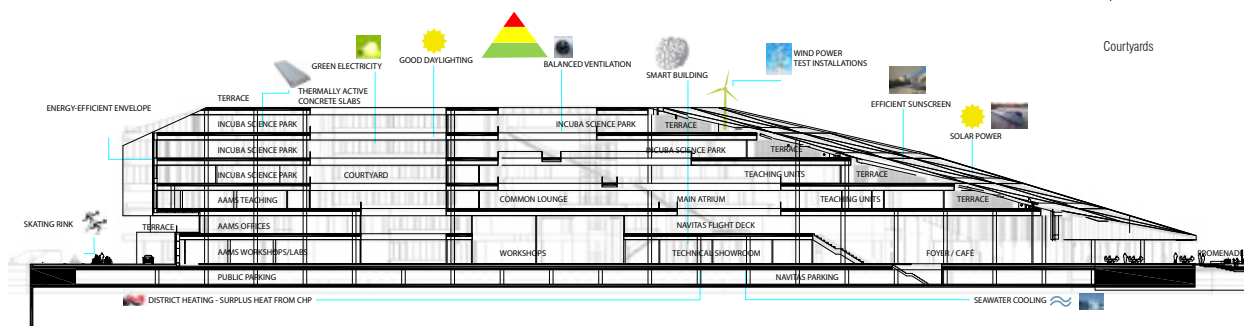 Courtyards
GREEN ELECTRICITY
GOOD DAYLIGHTING
BALANCED VENTILATION
SMART BUILDING
WIND POWER
TEST INSTALLATIONS
THERMALLY ACTIVE
CONCRETE SLABS
TERRACE
ENERGY-EFFICIENT ENVELOPE
EFFICIENT SUNSCREEN
SOLAR POWER
INCUBA SCIENCE PARK
INCUBA SCIENCE PARK
TERRACE
INCUBA SCIENCE PARK
INCUBA SCIENCE PARK
TERRACE
INCUBA SCIENCE PARK
COURTYARD
TEACHING UNITS
TERRACE
AAMS TEACHING
COMMON LOUNGE
MAIN ATRIUM
TEACHING UNITS
TERRACE
SKATING RINK
TERRACE
AAMS OFFICES
NAVITAS FLIGHT DECK
AAMS WORKSHOPS/LABS
WORKSHOPS
TECHNICAL SHOWROOM
FOYER / CAFÉ
PROMENADE
PUBLIC PARKING
NAVITAS PARKING
DISTRICT HEATING - SURPLUS HEAT FROM CHP
SEAWATER COOLING